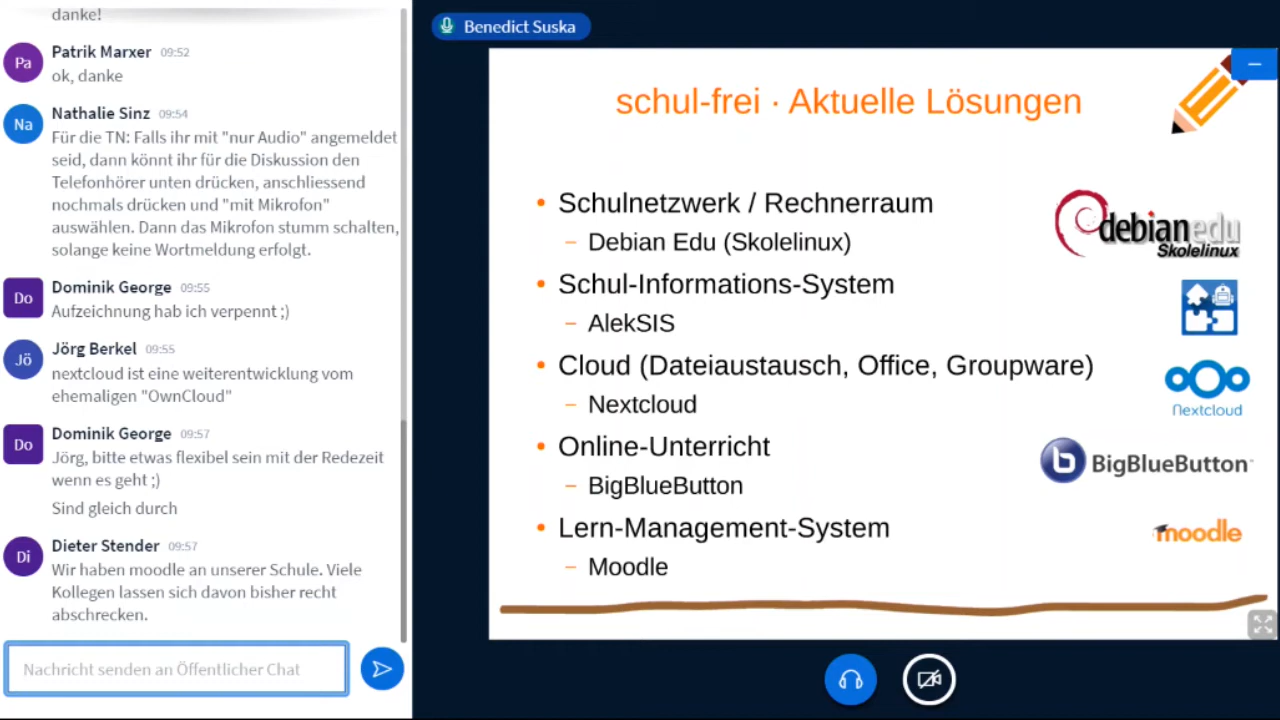 danke!
Pa
Patrik Marxer 09:52
ok, danke
Na
Nathalie Sinz 09:54
Für die TN: Falls ihr mit "nur Audio" angemeldet
seid, dann könnt ihr für die Diskussion den
Telefonhörer unten drücken, anschliessend
nochmals drücken und "mit Mikrofon"
auswählen. Dann das Mikrofon stumm schalten,
solange keine Wortmeldung erfolgt.
Do
Dominik George 09:55
Aufzeichnung hab ich verpennt ;)
Jö
Jörg Berkel 09:55
nextcloud ist eine weiterentwicklung vom
ehemaligen "OwnCloud"
Do
Dominik George 09:57
Jörg, bitte etwas flexibel sein mit der Redezeit
wenn es geht ;)
Sind gleich durch
Di
Dieter Stender 09:57
Wir haben moodle an unserer Schule. Viele
Kollegen lassen sich davon bisher recht
abschrecken.
Nachricht senden an Öffentlicher Chat
Benedict Suska
schul-frei · Aktuelle Lösungen
• Schulnetzwerk / Rechnerraum
– Debian Edu (Skolelinux)
debianedu
Skolelinux
• Schul-Informations-System
– AlekSIS
• Cloud (Dateiaustausch, Office, Groupware)
– Nextcloud
Nextcloud
• Online-Unterricht
– BigBlueButton
b BigBlueButton
• Lern-Management-System
– Moodle
moodle